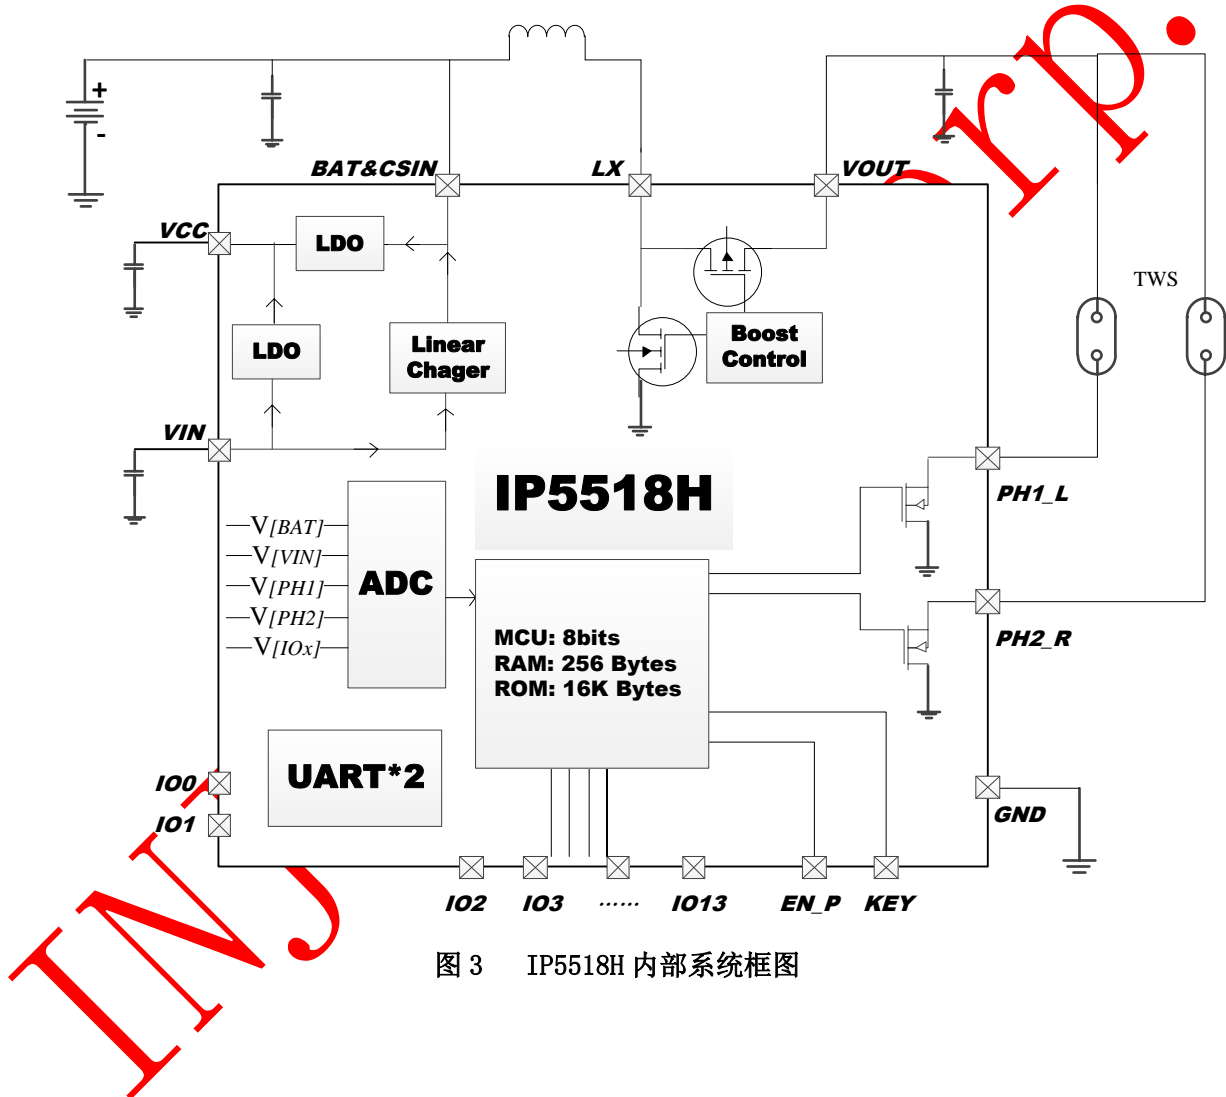 +
-
BAT&CSIN
LX
VOUT
VCC
LDO
LDO
Linear
Chager
Boost
Control
TWS
VIN
IP5518H
PH1_L
V[BAT]
V[VIN]
V[PH1]
V[PH2]
V[IOx]
ADC
MCU: 8bits
RAM: 256 Bytes
ROM: 16K Bytes
PH2_R
UART*2
IO0
IO1
GND
IO2
IO3
……
IO13
EN_P
KEY
图 3 IP5518H 内部系统框图